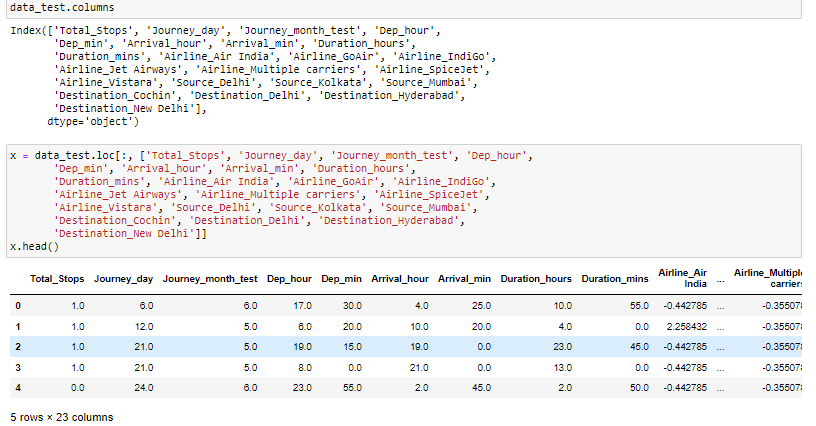 data_test.columns
Index(['Total_Stops', 'Journey_day', 'Journey_month_test', 'Dep_hour',
'Dep_min', 'Arrival_hour', 'Arrival_min', 'Duration_hours',
'Duration_mins', 'Airline_Air India', 'Airline_GoAir', 'Airline_IndiGo',
'Airline_Jet Airways', 'Airline_Multiple carriers', 'Airline_SpiceJet',
'Airline_Vistara', 'Source_Delhi', 'Source_Kolkata', 'Source_Mumbai',
'Destination_Cochin', 'Destination_Delhi', 'Destination_Hyderabad',
'Destination_New Delhi'],
dtype='object')
x = data_test.loc[:, ['Total_Stops', 'Journey_day', 'Journey_month_test', 'Dep_hour',
'Dep_min', 'Arrival_hour', 'Arrival_min', 'Duration_hours',
'Duration_mins', 'Airline_Air India', 'Airline_GoAir', 'Airline_IndiGo',
'Airline_Jet Airways', 'Airline_Multiple carriers', 'Airline_SpiceJet',
'Airline_Vistara', 'Source_Delhi', 'Source_Kolkata', 'Source_Mumbai',
'Destination_Cochin', 'Destination_Delhi', 'Destination_Hyderabad',
'Destination_New Delhi']]
x.head()
Total_Stops Journey_day Journey_month_test Dep_hour Dep_min Arrival_hour Arrival_min Duration_hours Duration_mins Airline_Air India ... Airline_Multiple carriers
0 1.0 6.0 6.0 17.0 30.0 4.0 25.0 10.0 55.0 -0.442785 ... -0.35507
1 1.0 12.0 5.0 6.0 20.0 10.0 20.0 4.0 0.0 2.258432 ... -0.35507
2 1.0 21.0 5.0 19.0 15.0 19.0 0.0 23.0 45.0 -0.442785 ... -0.35507
3 1.0 21.0 5.0 8.0 0.0 21.0 0.0 13.0 0.0 -0.442785 ... -0.35507
4 0.0 24.0 6.0 23.0 55.0 2.0 45.0 2.0 50.0 -0.442785 ... -0.35507
5 rows × 23 columns